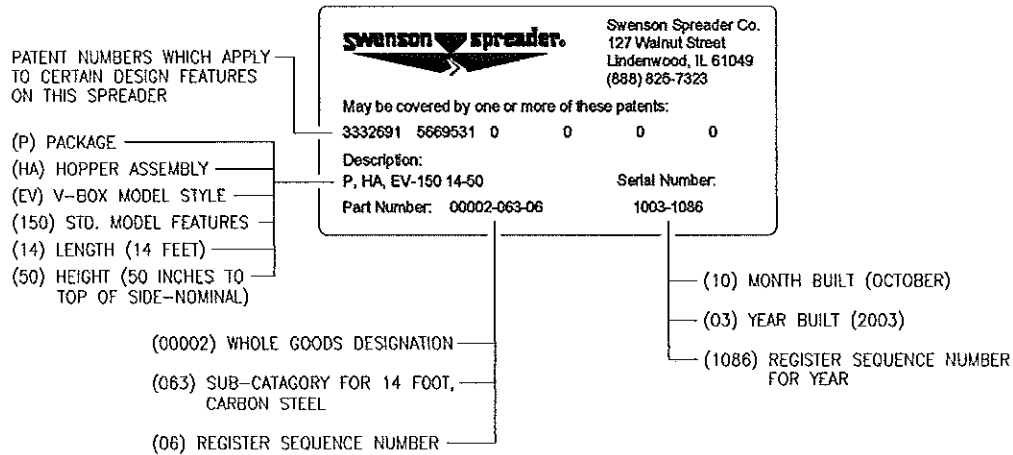 swenson spreader.
Swenson Spreader Co.
127 Walnut Street
Lindenwood, IL 61049
(888) 825-7323
May be covered by one or more of these patents:
3332691 5669531 0 0 0 0
Description:
P, HA, EV-150 14-50
Serial Number:
Part Number: 00002-063-06
1003-1086
PATENT NUMBERS WHICH APPLY
TO CERTAIN DESIGN FEATURES
ON THIS SPREADER
(P) PACKAGE
(HA) HOPPER ASSEMBLY
(EV) V-BOX MODEL STYLE
(150) STD. MODEL FEATURES
(14) LENGTH (14 FEET)
(50) HEIGHT (50 INCHES TO
TOP OF SIDE-NOMINAL)
(00002) WHOLE GOODS DESIGNATION
(063) SUB-CATAGORY FOR 14 FOOT,
CARBON STEEL
(06) REGISTER SEQUENCE NUMBER
(10) MONTH BUILT (OCTOBER)
(03) YEAR BUILT (2003)
(1086) REGISTER SEQUENCE NUMBER
FOR YEAR